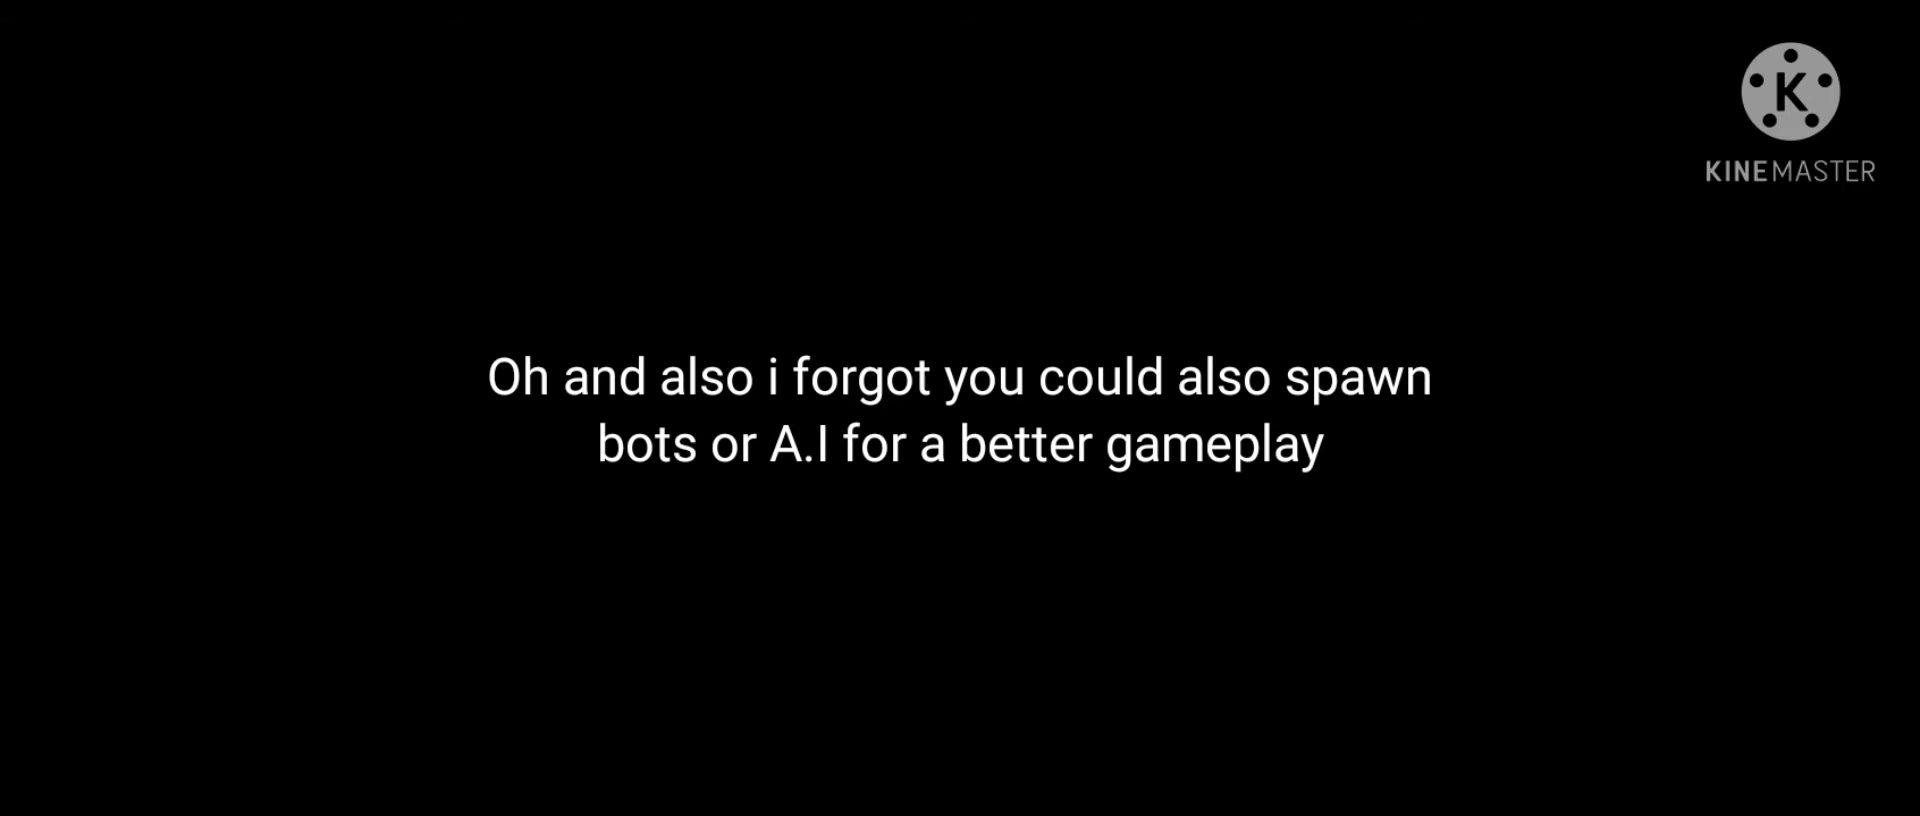 K
KINEMASTER
Oh and also i forgot you could also spawn
bots or A.I for a better gameplay